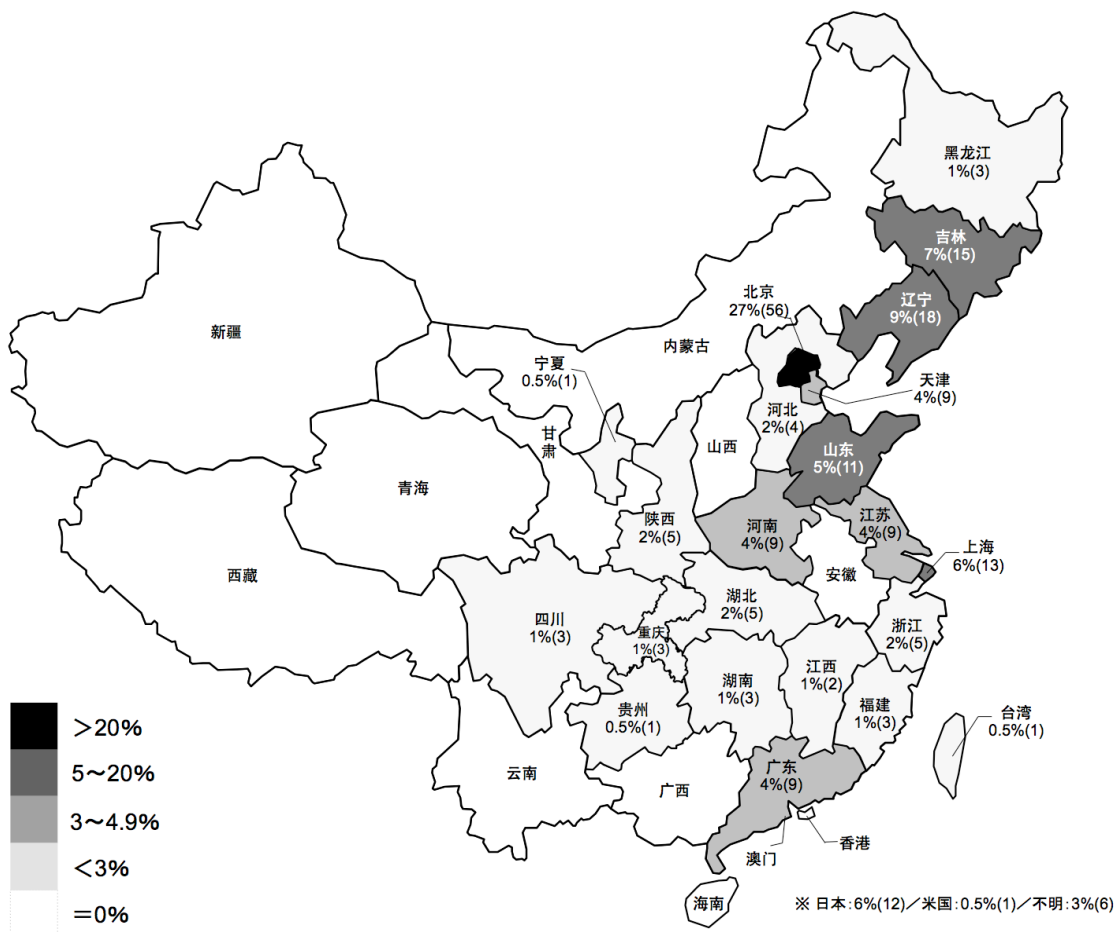 黑龙江
1%(3)
吉林
7%(15)
辽宁
9%(18)
北京
27%(56)
新疆
内蒙古
宁夏
0.5%(1)
天津
4%(9)
河北
2%(4)
甘
肃
山西
山东
5%(11)
青海
陕西
2%(5)
河南
4%(9)
江苏
4%(9)
上海
6%(13)
西藏
安徽
四川
1%(3)
湖北
2%(5)
重庆
1%(3)
浙江
2%(5)
江西
1%(2)
湖南
1%(3)
福建
1%(3)
贵州
0.5%(1)
台湾
0.5%(1)
云南
广西
广东
4%(9)
香港
澳门
海南
>20%
5〜20%
3〜4.9%
<3%
=0%
※ 日本:6%(12)/米国:0.5%(1)/不明:3%(6)